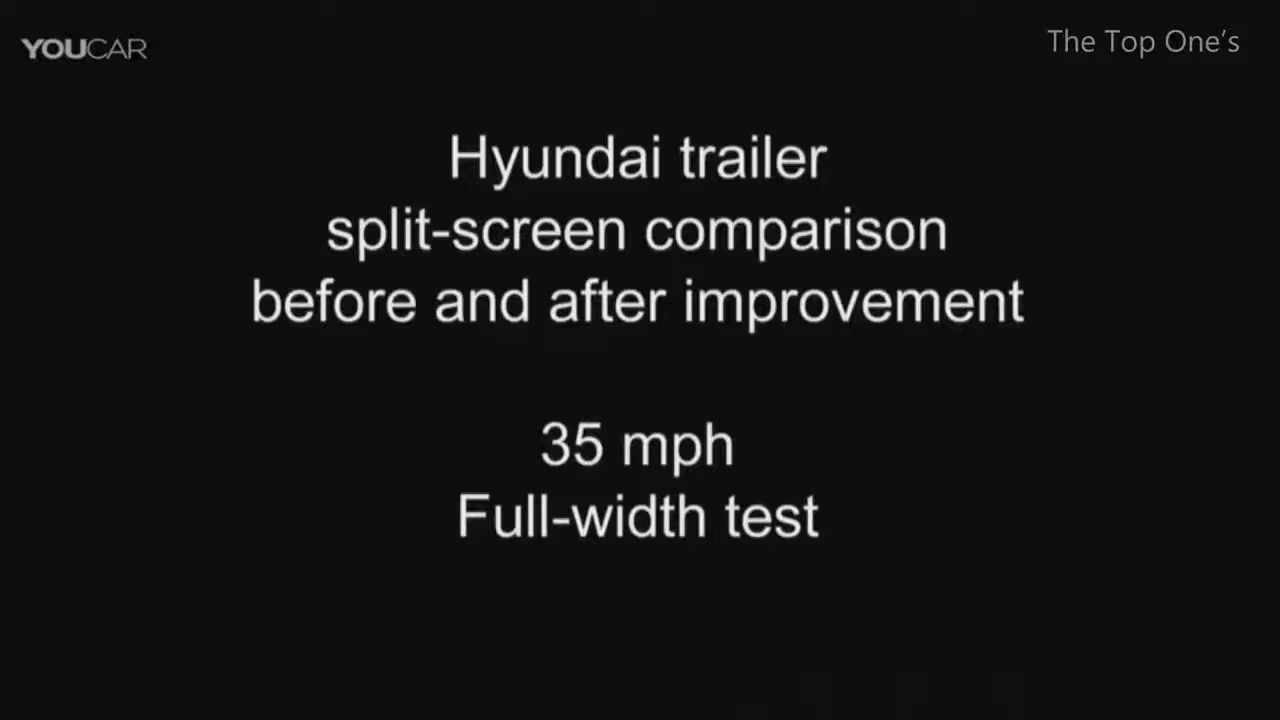 YOUCAR
The Top One's
Hyundai trailer
split-screen comparison
before and after improvement
35 mph
Full-width test